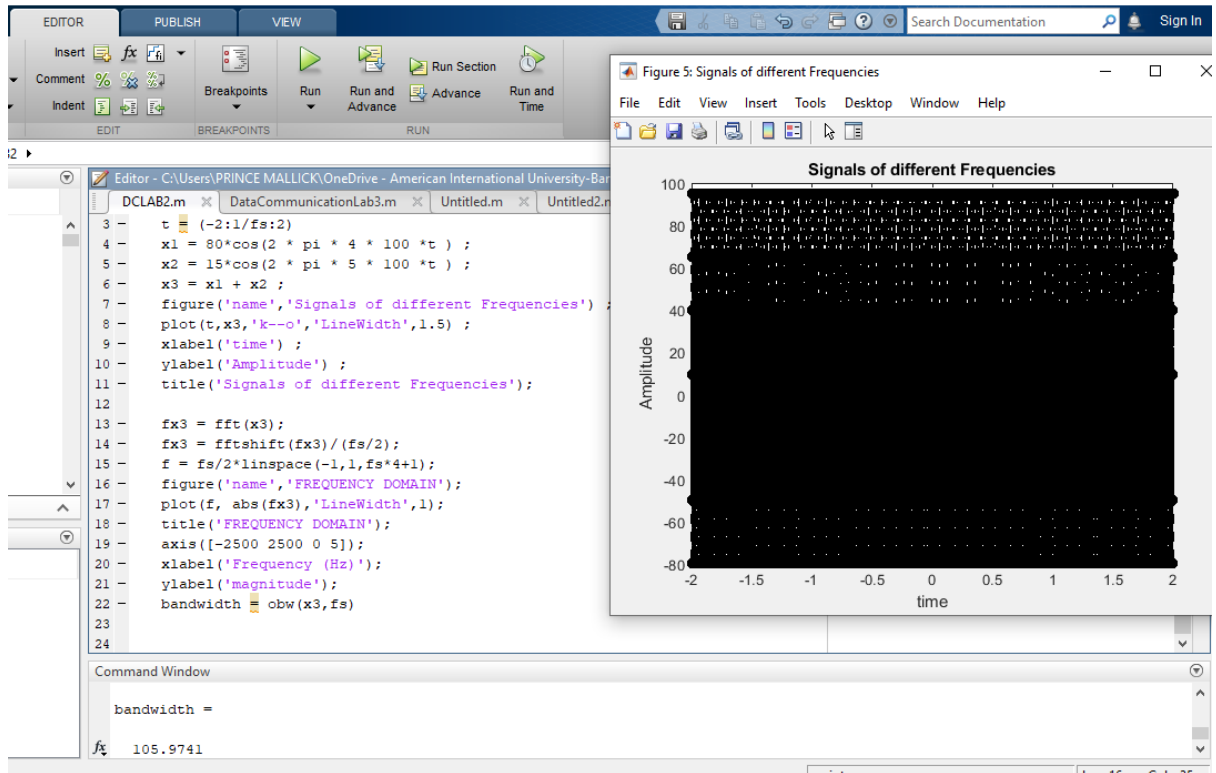 EDITOR PUBLISH VIEW
Search Documentation Sign In
Insert fx
Comment %
Indent
Breakpoints Run Run and Advance Run Section Advance Run and Time
EDIT BREAKPOINTS RUN
Editor - C:\Users\PRINCE MALLICK\OneDrive - American International University-Ban
DCLAB2.m DataCommunicationLab3.m Untitled.m Untitled2.m
3 - t = (-2:1/fs:2)
4 - x1 = 80*cos(2 * pi * 4 * 100 *t ) ;
5 - x2 = 15*cos(2 * pi * 5 * 100 *t ) ;
6 - x3 = x1 + x2 ;
7 - figure('name','Signals of different Frequencies') ;
8 - plot(t,x3,'k--o','LineWidth',1.5) ;
9 - xlabel('time') ;
10 - ylabel('Amplitude') ;
11 - title('Signals of different Frequencies');
12
13 - fx3 = fft(x3);
14 - fx3 = fftshift(fx3)/(fs/2);
15 - f = fs/2*linspace(-1,1,fs*4+1);
16 - figure('name','FREQUENCY DOMAIN');
17 - plot(f, abs(fx3),'LineWidth',1);
18 - title('FREQUENCY DOMAIN');
19 - axis([-2500 2500 0 5]);
20 - xlabel('Frequency (Hz)');
21 - ylabel('magnitude');
22 - bandwidth = obw(x3,fs)
23
24
Command Window
bandwidth =
fx 105.9741
Figure 5: Signals of different Frequencies
File Edit View Insert Tools Desktop Window Help
Signals of different Frequencies
100
80
60
40
20
0
-20
-40
-60
-80
Amplitude
-2 -1.5 -1 -0.5 0 0.5 1 1.5 2
time